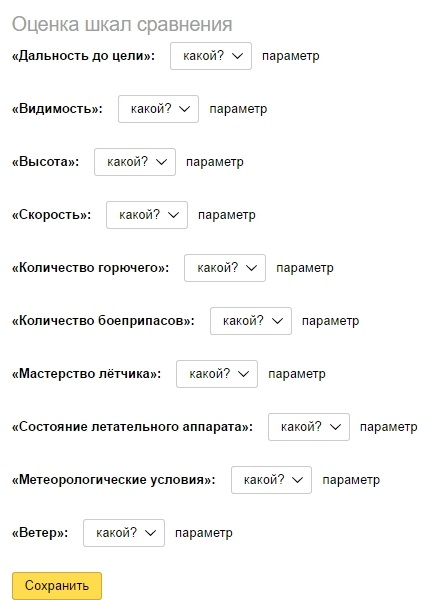 Оценка шкал сравнения
«Дальность до цели»: какой? параметр
«Видимость»: какой? параметр
«Высота»: какой? параметр
«Скорость»: какой? параметр
«Количество горючего»: какой? параметр
«Количество боеприпасов»: какой? параметр
«Мастерство лётчика»: какой? параметр
«Состояние летательного аппарата»: какой? параметр
«Метеорологические условия»: какой? параметр
«Ветер»: какой? параметр
Сохранить